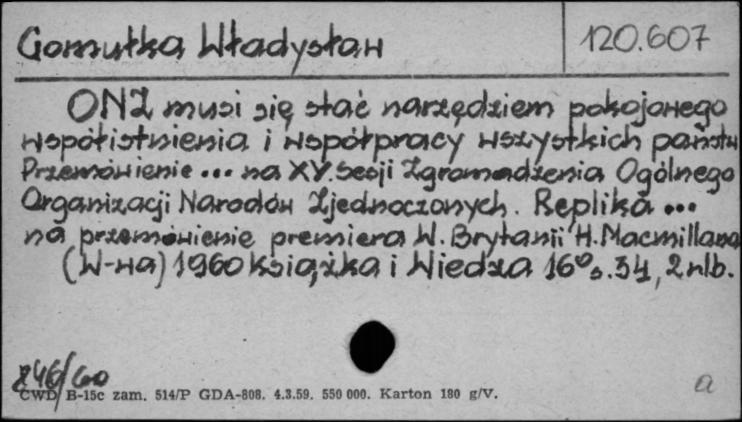 Gomułka Władysław
120.607
ONZ musi się stać narzędziem pokojowego
współistnienia i współpracy wszystkich państw
Przemówienie ... na XV. sesji Zgromadzenia Ogólnego
Organizacji Narodów Zjednoczonych. Replika ...
na przemówienie premiera W. Brytanii H. Macmillana
(W-wa) 1960 Książka i Wiedza 16° s. 34, 2 nlb.
846/60
a
CWD B-15c zam. 514/P GDA-808. 4.3.59. 550 000. Karton 180 g/V.